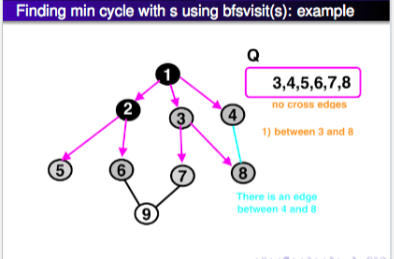 Finding min cycle with s using bfsvisit(s): example
Q
3,4,5,6,7,8
no cross edges
1) between 3 and 8
1
2
3
4
5
6
7
8
There is an edge
between 4 and 8
9